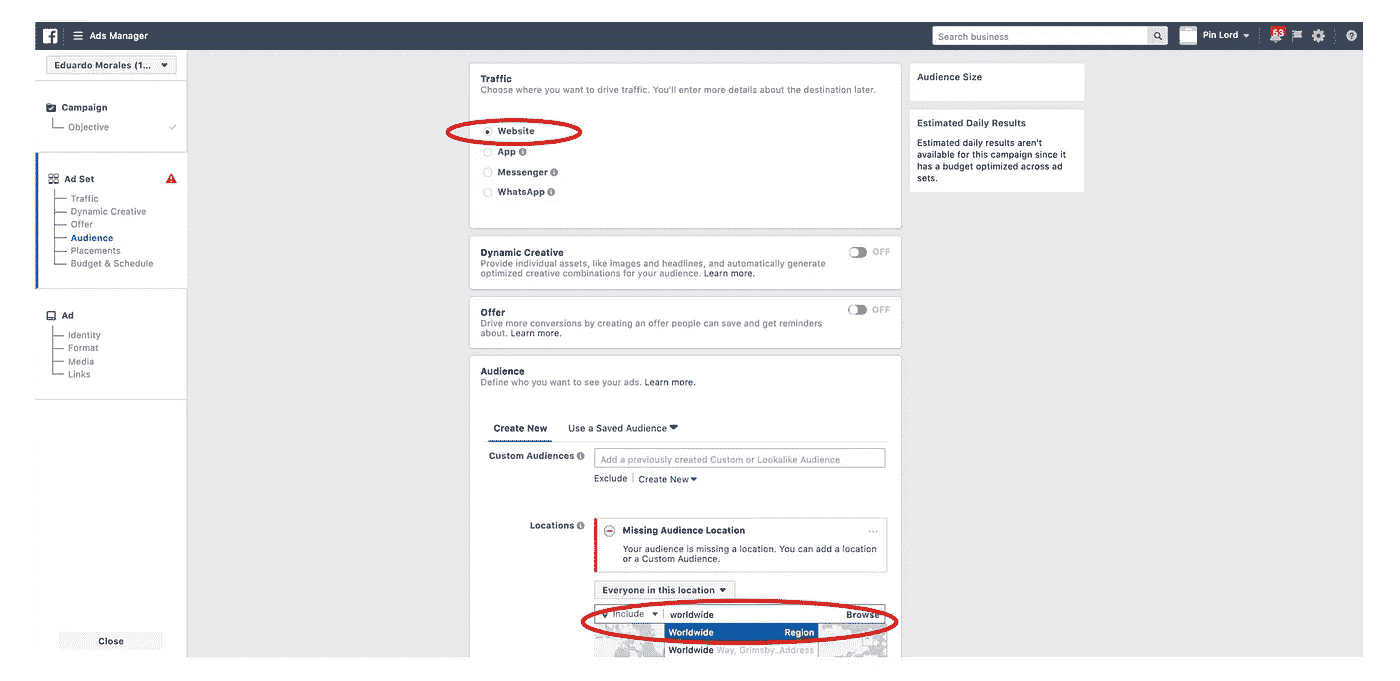 Ads Manager
Search business
Pin Lord
53
Eduardo Morales (1...
Campaign
Objective
Ad Set
Traffic
Dynamic Creative
Offer
Audience
Placements
Budget & Schedule
Ad
Identity
Format
Media
Links
Close
Traffic
Choose where you want to drive traffic. You'll enter more details about the destination later.
Website
App
Messenger
WhatsApp
Dynamic Creative
OFF
Provide individual assets, like images and headlines, and automatically generate
optimized creative combinations for your audience. Learn more.
Offer
OFF
Drive more conversions by creating an offer people can save and get reminders
about. Learn more.
Audience
Define who you want to see your ads. Learn more.
Create New Use a Saved Audience
Custom Audiences Add a previously created Custom or Lookalike Audience
Exclude Create New
Locations
Missing Audience Location
Your audience is missing a location. You can add a location
or a Custom Audience.
Everyone in this location
Include worldwide Browse
Worldwide Region
Worldwide Way, Grimsby..Address
Audience Size
Estimated Daily Results
Estimated daily results aren't
available for this campaign since it
has a budget optimized across ad
sets.